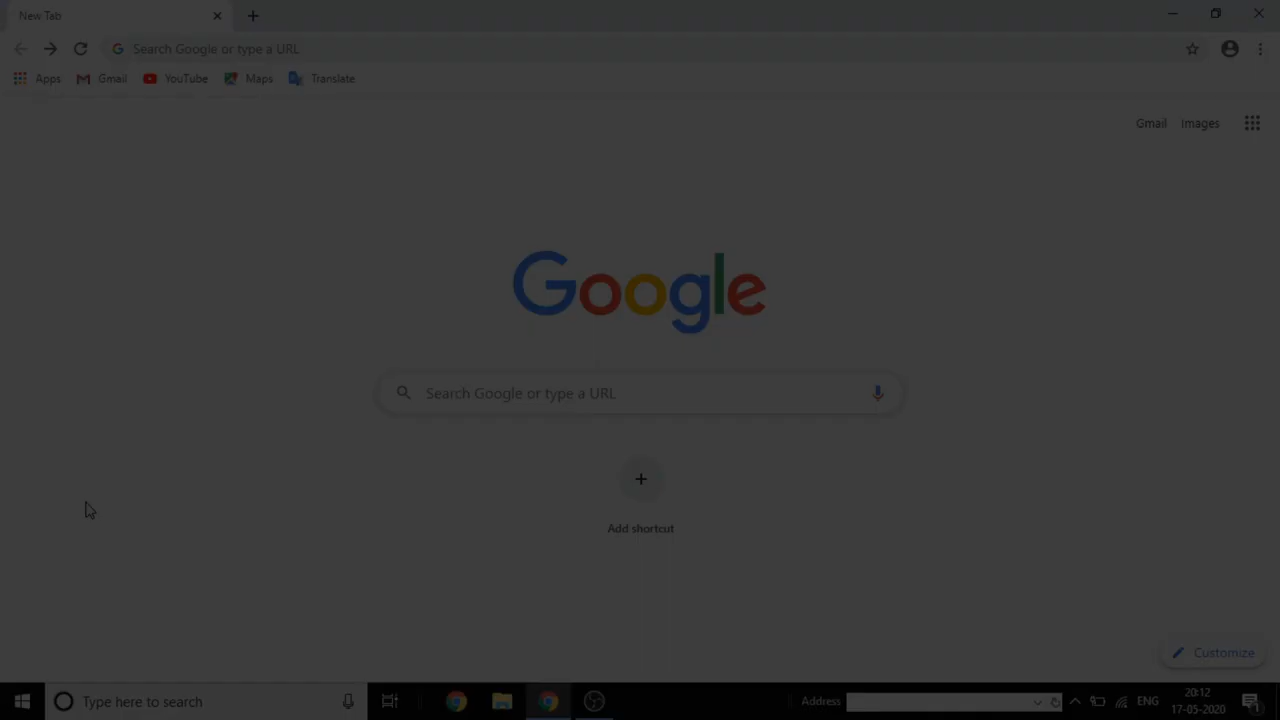 New Tab
Search Google or type a URL
Apps Gmail YouTube Maps Translate
Gmail Images
Google
Search Google or type a URL
Add shortcut
Customize
Type here to search
Address
ENG
20:12
17-05-2020
1